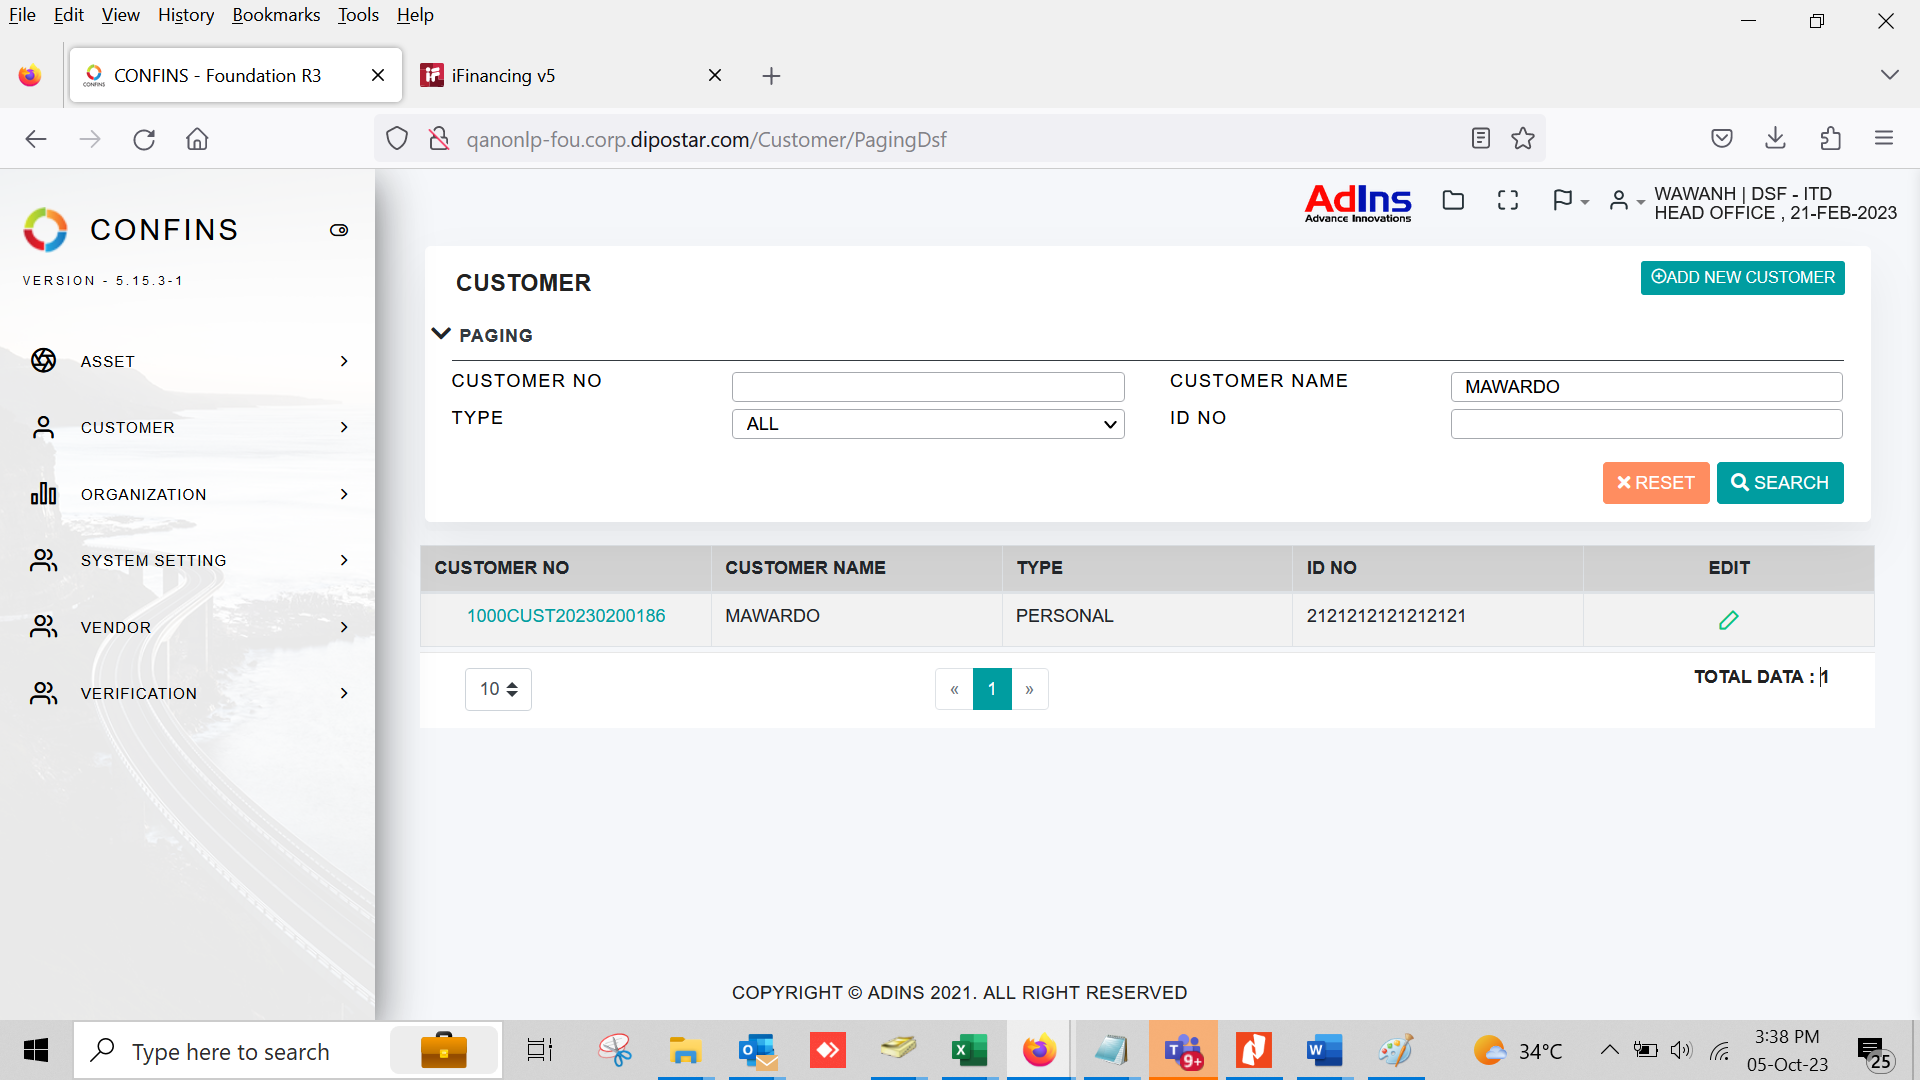 File Edit View History Bookmarks Tools Help
CONFINS - Foundation R3
iFinancing v5
qanonlp-fou.corp.dipostar.com/Customer/PagingDsf
CONFINS
VERSION - 5.15.3-1
ASSET
CUSTOMER
ORGANIZATION
SYSTEM SETTING
VENDOR
VERIFICATION
AdIns
Advance Innovations
WAWANH | DSF - ITD
HEAD OFFICE , 21-FEB-2023
CUSTOMER
ADD NEW CUSTOMER
PAGING
CUSTOMER NO
CUSTOMER NAME MAWARDO
TYPE ALL
ID NO
RESET SEARCH
CUSTOMER NO CUSTOMER NAME TYPE ID NO EDIT
1000CUST20230200186 MAWARDO PERSONAL 2121212121212121
10 « 1 » TOTAL DATA : 1
COPYRIGHT © ADINS 2021. ALL RIGHT RESERVED
Type here to search
34°C
3:38 PM
05-Oct-23
25
9+